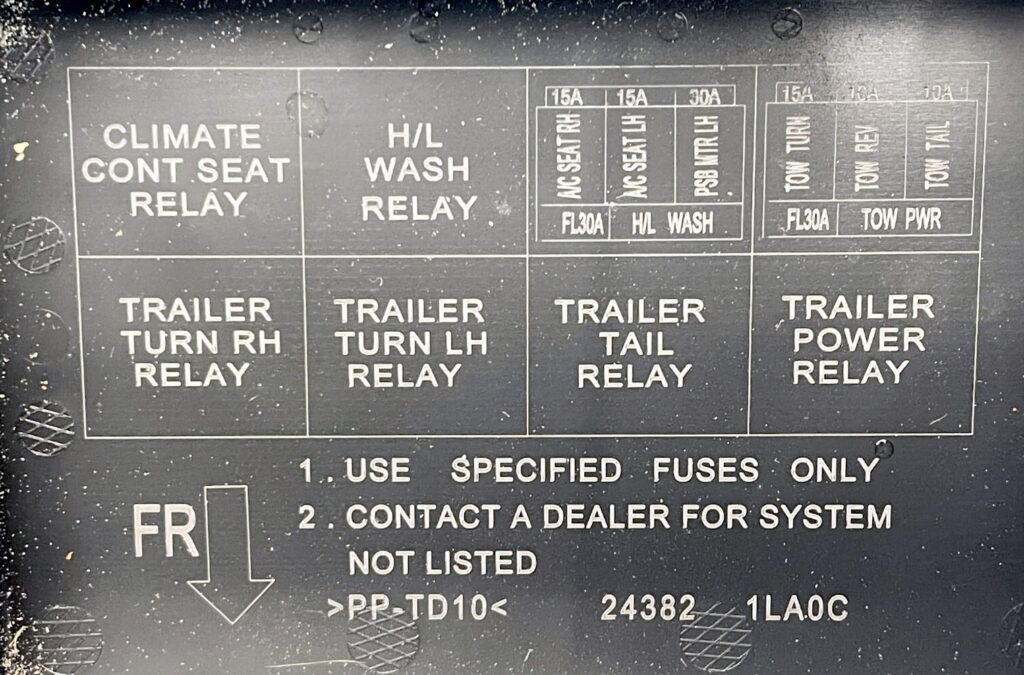 CLIMATE
CONT SEAT
RELAY
H/L
WASH
RELAY
15A 15A 30A
A/C SEAT RH
A/C SEAT LH
PSB MTR LH
FL30A H/L WASH
15A 10A 10A
TOW TURN
TOW REV
TOW TAIL
FL30A TOW PWR
TRAILER
TURN RH
RELAY
TRAILER
TURN LH
RELAY
TRAILER
TAIL
RELAY
TRAILER
POWER
RELAY
FR
1. USE SPECIFIED FUSES ONLY
2. CONTACT A DEALER FOR SYSTEM
NOT LISTED
>PP-TD10< 24382 1LA0C